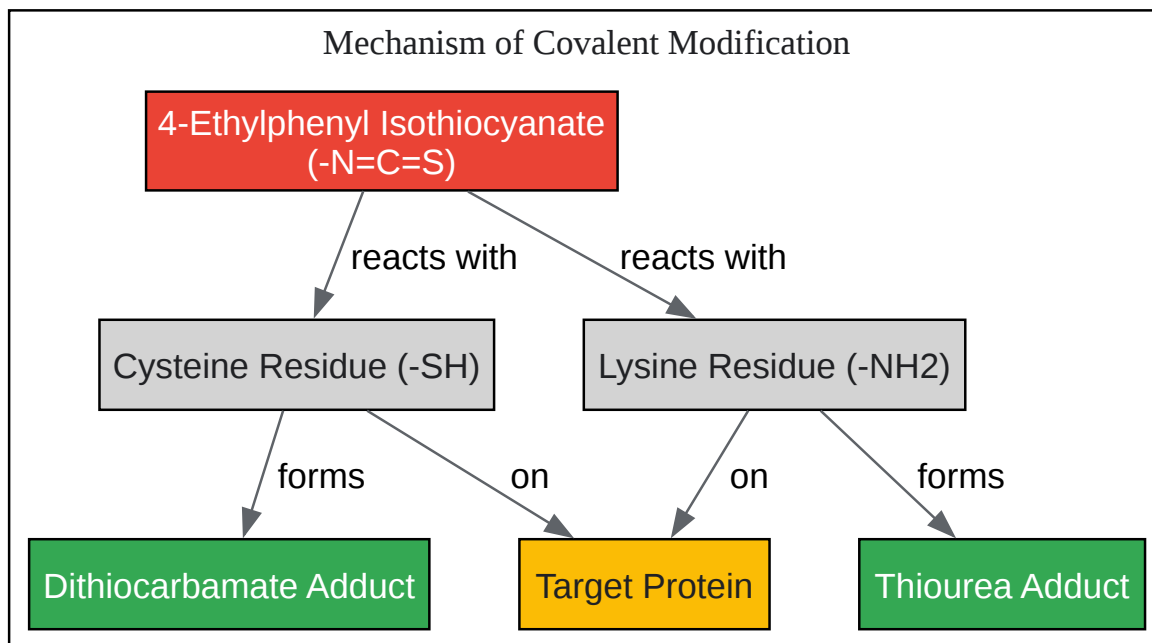 Mechanism of Covalent Modification
4-Ethylphenyl Isothiocyanate
(-N=C=S)
reacts with
reacts with
Cysteine Residue (-SH)
Lysine Residue (-NH2)
forms
on
on
forms
Dithiocarbamate Adduct
Target Protein
Thiourea Adduct